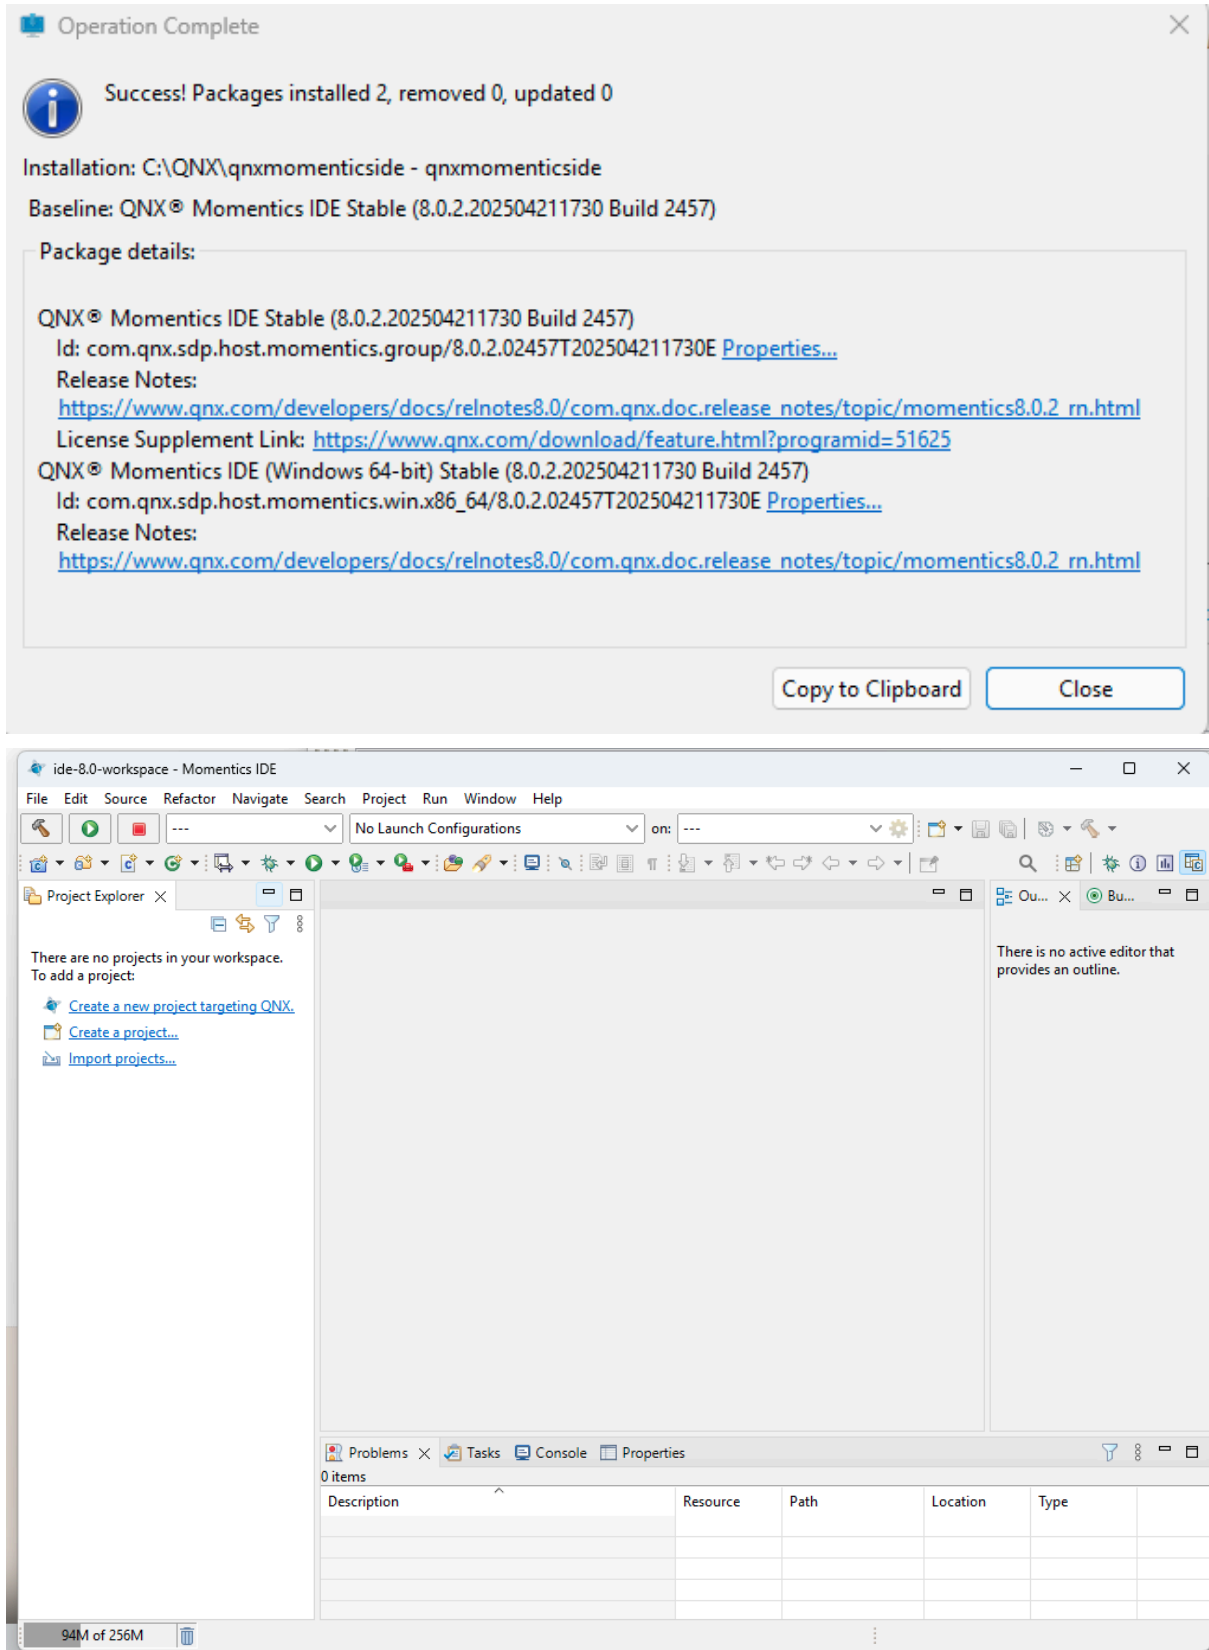 Operation Complete
Success! Packages installed 2, removed 0, updated 0
Installation: C:\QNX\qnxmomenticside - qnxmomenticside
Baseline: QNX® Momentics IDE Stable (8.0.2.202504211730 Build 2457)
Package details:
QNX® Momentics IDE Stable (8.0.2.202504211730 Build 2457)
Id: com.qnx.sdp.host.momentics.group/8.0.2.02457T202504211730E Properties...
Release Notes:
https://www.qnx.com/developers/docs/relnotes8.0/com.qnx.doc.release_notes/topic/momentics8.0.2_rn.html
License Supplement Link: https://www.qnx.com/download/feature.html?programid=51625
QNX® Momentics IDE (Windows 64-bit) Stable (8.0.2.202504211730 Build 2457)
Id: com.qnx.sdp.host.momentics.win.x86_64/8.0.2.02457T202504211730E Properties...
Release Notes:
https://www.qnx.com/developers/docs/relnotes8.0/com.qnx.doc.release_notes/topic/momentics8.0.2_rn.html
Copy to Clipboard Close
ide-8.0-workspace - Momentics IDE
File Edit Source Refactor Navigate Search Project Run Window Help
--- No Launch Configurations on: ---
Project Explorer Ou... Bu...
There are no projects in your workspace.
To add a project:
Create a new project targeting QNX.
Create a project...
Import projects...
There is no active editor that
provides an outline.
Problems Tasks Console Properties
0 items
Description Resource Path Location Type
94M of 256M